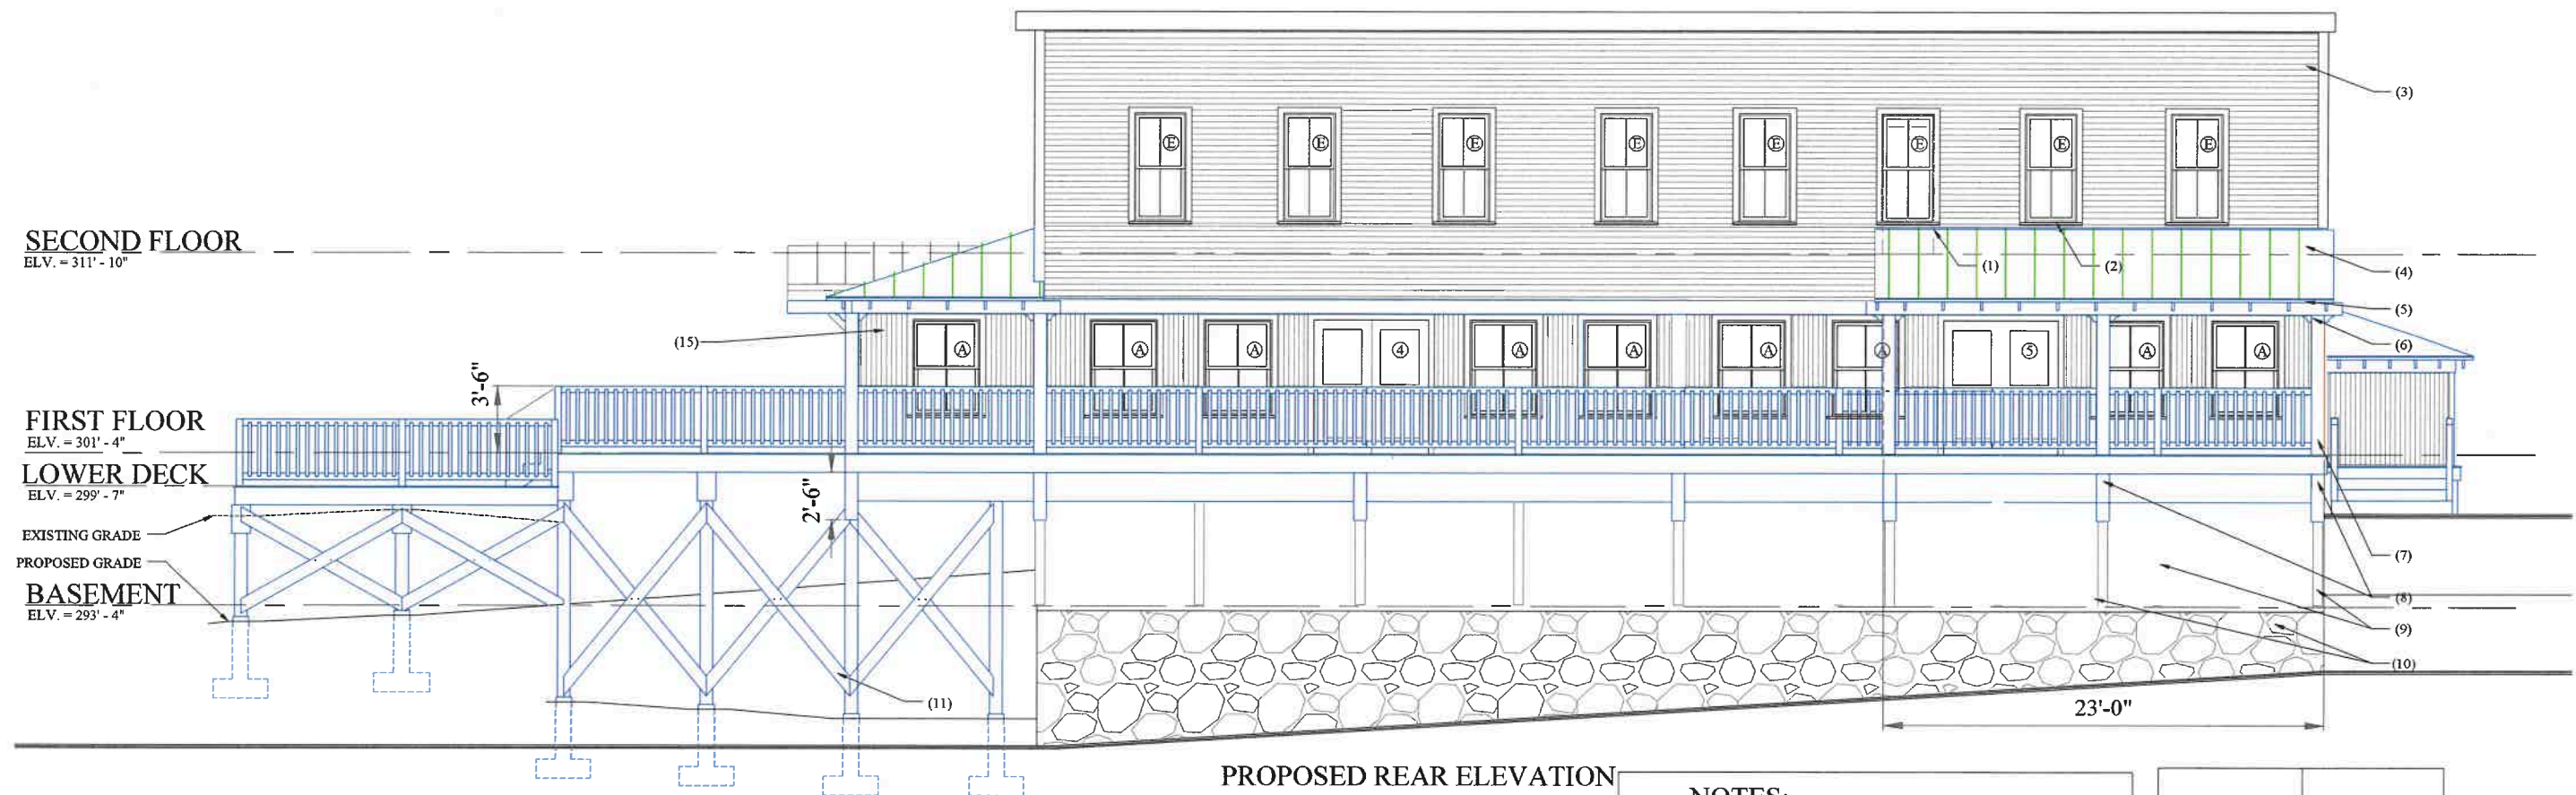 (3)
E E E E E E E E
SECOND FLOOR
ELV. = 311' - 10"
(1)
(2)
(4)
(5)
(15)
A A A 4 A A A A 5 A A
(6)
3'-6"
FIRST FLOOR
ELV. = 301' - 4"
LOWER DECK
ELV. = 299' - 7"
2'-6"
EXISTING GRADE
PROPOSED GRADE
(7)
BASEMENT
ELV. = 293' - 4"
(8)
(9)
(10)
(11)
23'-0"
PROPOSED REAR ELEVATION
NOTES: